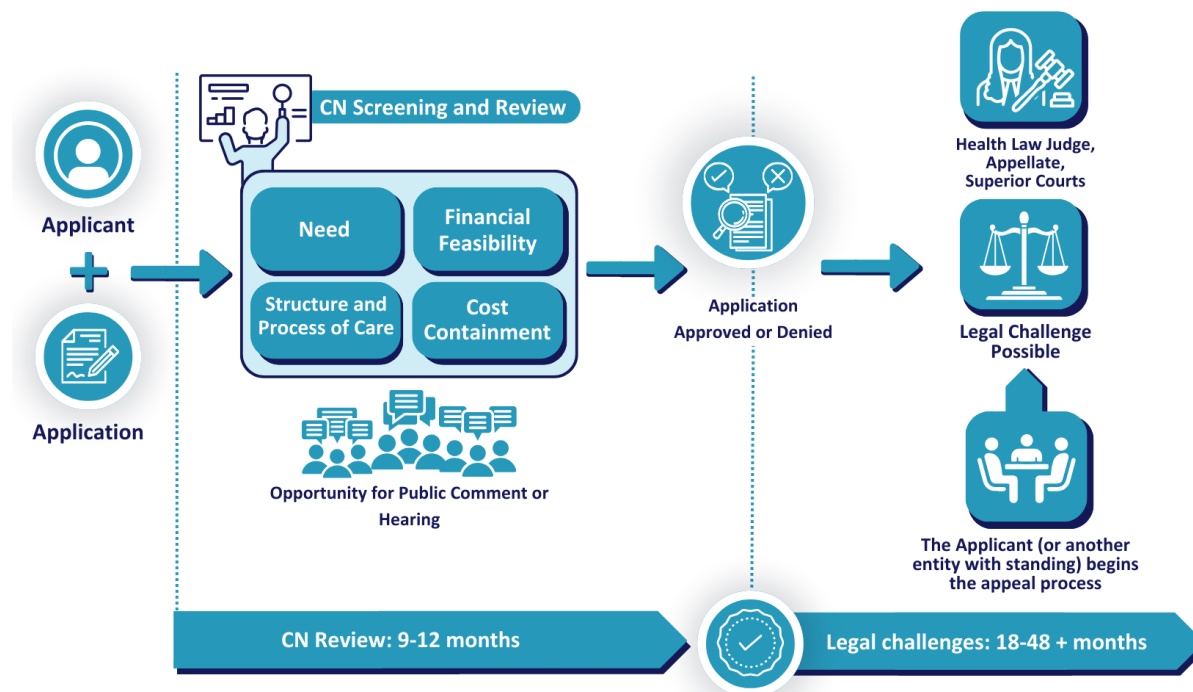 Applicant
Application
CN Screening and Review
Need
Financial
Feasibility
Structure and
Process of Care
Cost
Containment
Opportunity for Public Comment or
Hearing
Application
Approved or Denied
Health Law Judge,
Appellate,
Superior Courts
Legal Challenge
Possible
The Applicant (or another
entity with standing) begins
the appeal process
CN Review: 9-12 months
Legal challenges: 18-48 + months